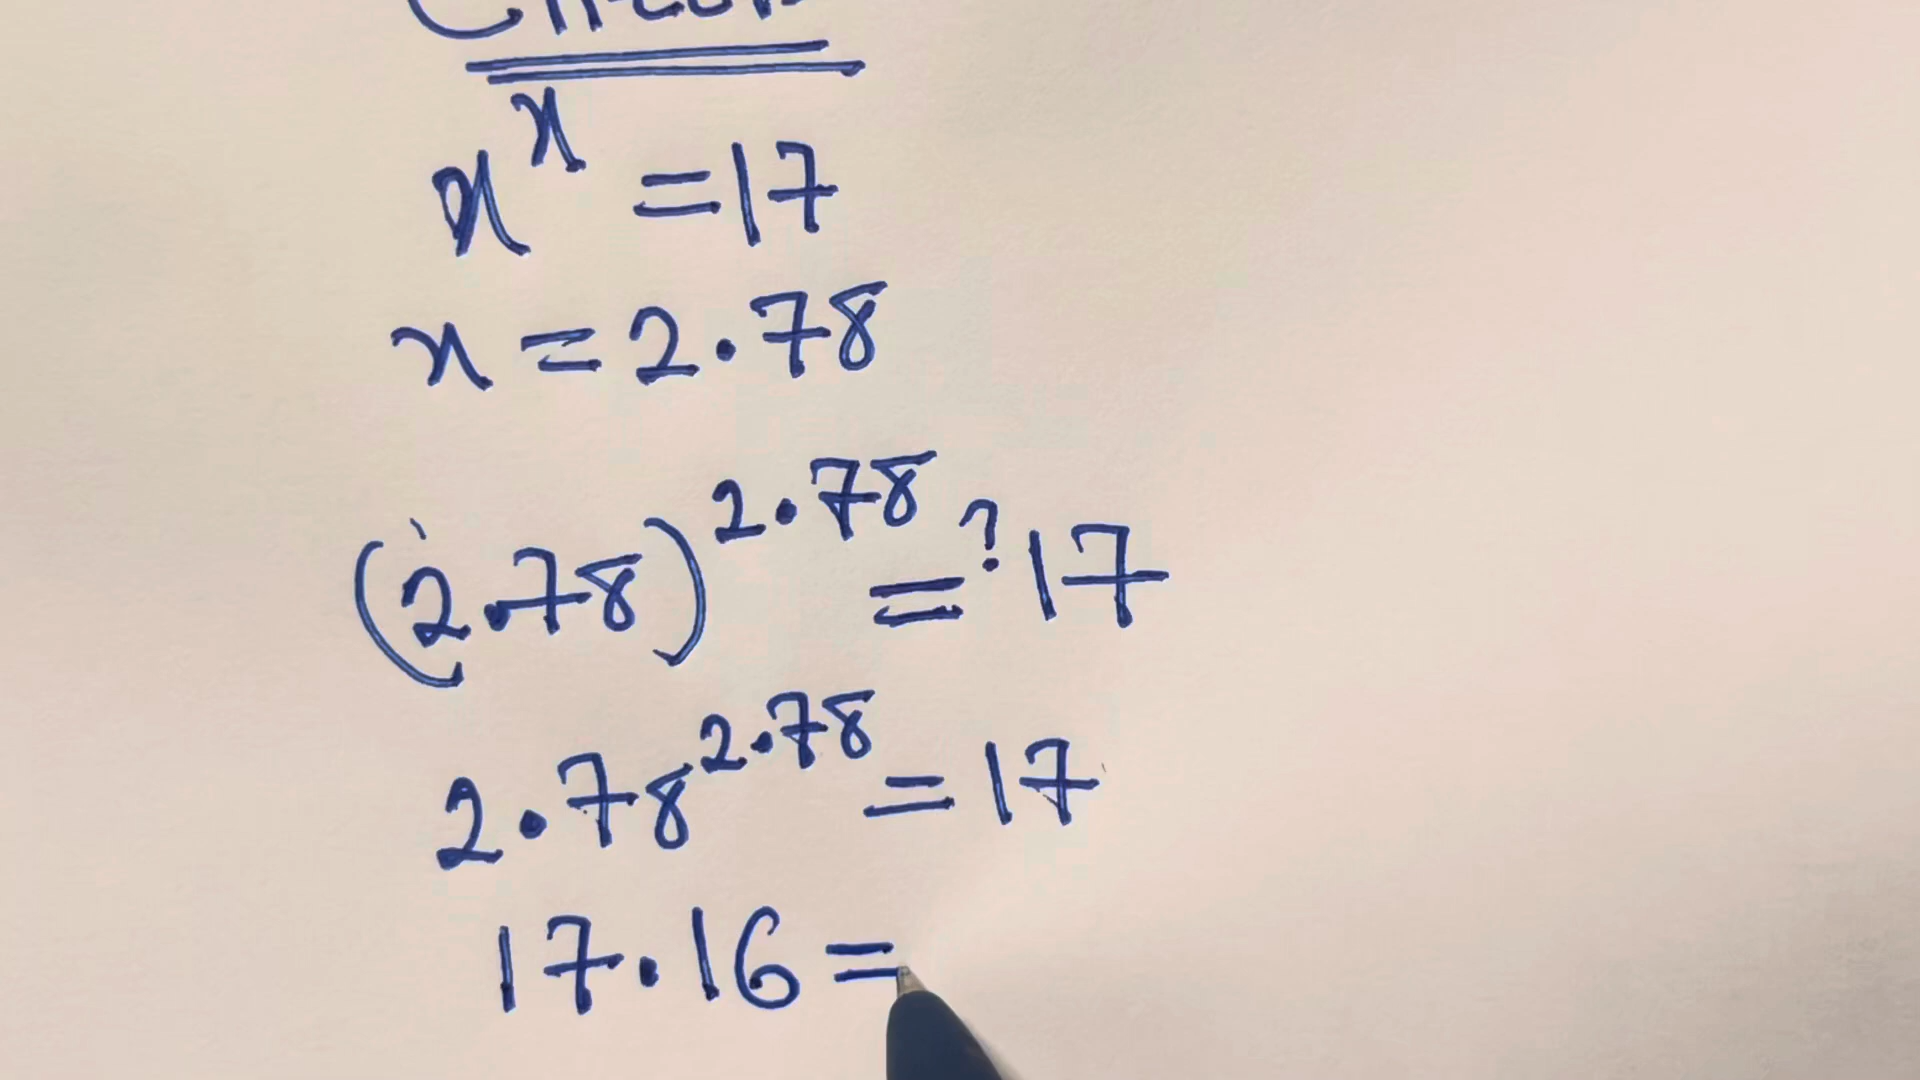 x^x = 17
x = 2.78
(2.78)^2.78 =? 17
2.78^2.78 = 17
17.16 =